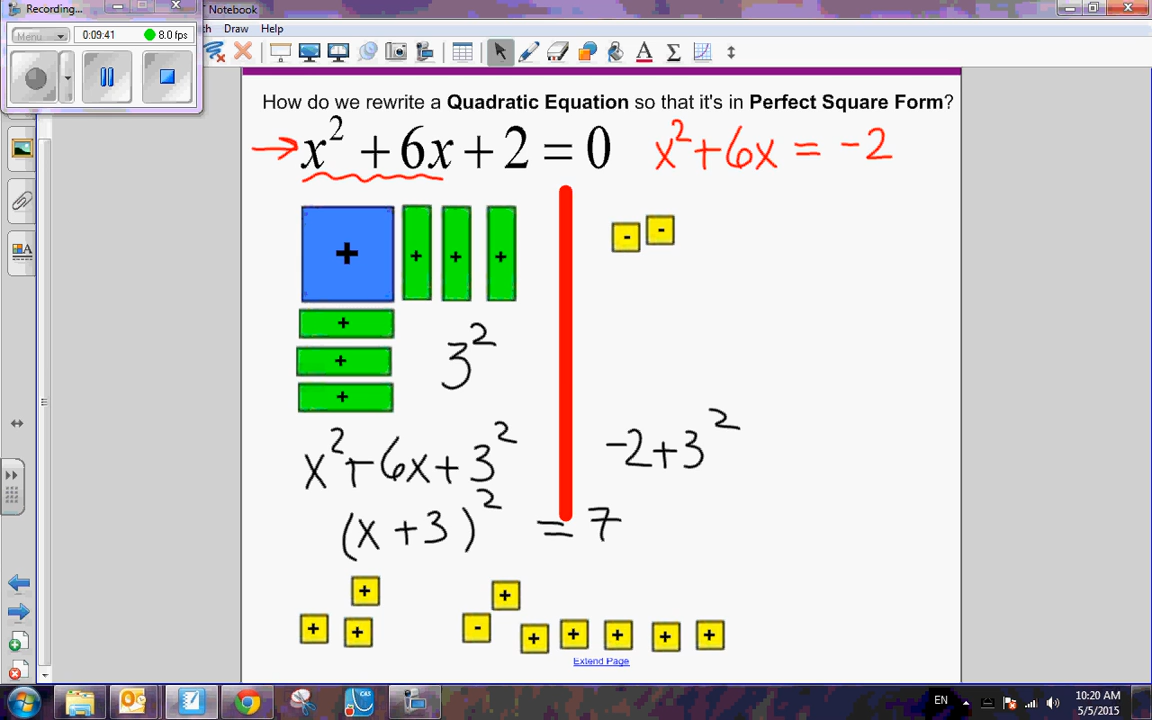 Recording...
Notebook
Menu 0:09:41 8.0 fps
Draw Help
How do we rewrite a Quadratic Equation so that it's in Perfect Square Form?
→ x² + 6x + 2 = 0 x² + 6x = -2
+ + + + - -
+
+
+
3²
x² + 6x + 3² -2 + 3²
(x + 3)² = 7
+ +
+ + - + + + + +
Extend Page
EN 10:20 AM
5/5/2015